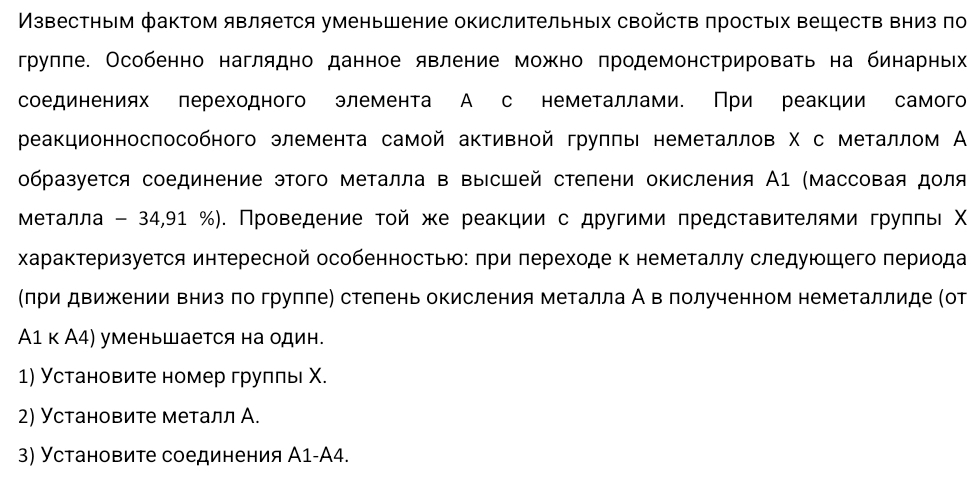 Известным фактом является уменьшение окислительных свойств простых веществ вниз по
группе. Особенно наглядно данное явление можно продемонстрировать на бинарных
соединениях переходного элемента А с неметаллами. При реакции самого
реакционноспособного элемента самой активной группы неметаллов X с металлом А
образуется соединение этого металла в высшей степени окисления А1 (массовая доля
металла – 34,91 %). Проведение той же реакции с другими представителями группы X
характеризуется интересной особенностью: при переходе к неметаллу следующего периода
(при движении вниз по группе) степень окисления металла А в полученном неметаллиде (от
А1 к А4) уменьшается на один.
1) Установите номер группы X.
2) Установите металл А.
3) Установите соединения А1-А4.